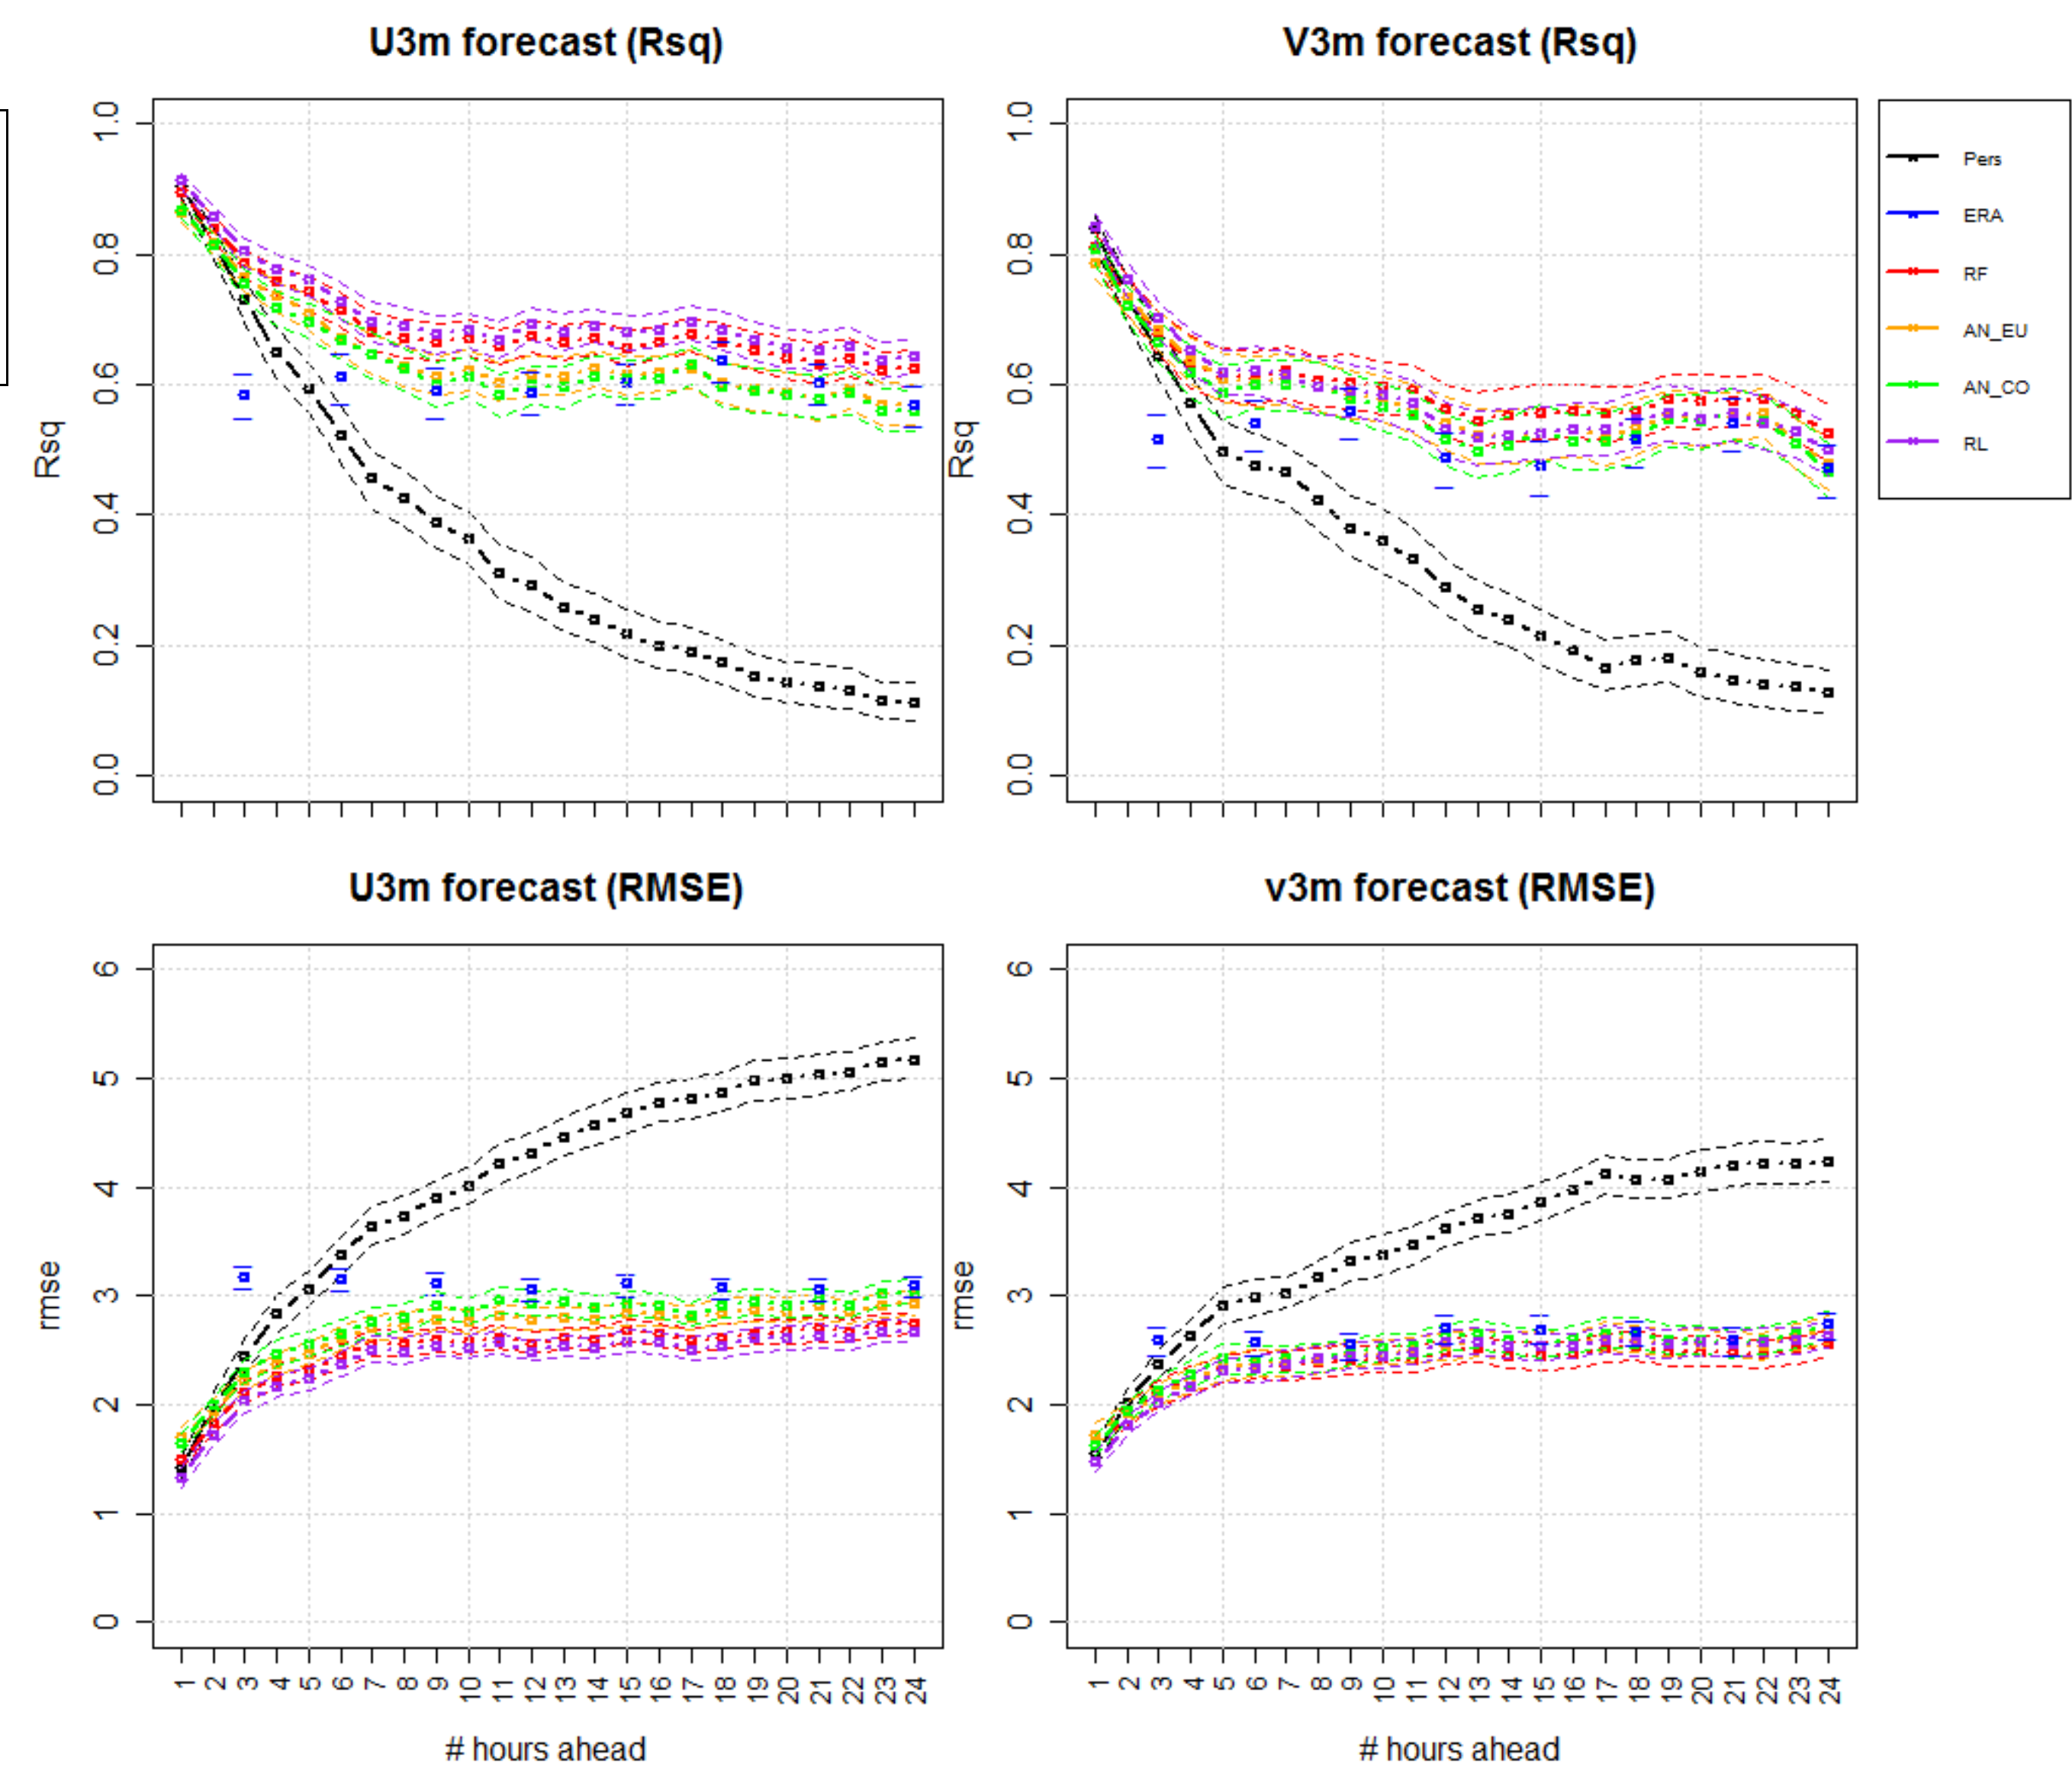 U3m forecast (Rsq)
V3m forecast (Rsq)
Rsq
1.0
0.8
0.6
0.4
0.2
0.0
Rsq
1.0
0.8
0.6
0.4
0.2
0.0
Pers
ERA
RF
AN_EU
AN_CO
RL
U3m forecast (RMSE)
v3m forecast (RMSE)
rmse
6
5
4
3
2
1
0
rmse
6
5
4
3
2
1
0
1 2 3 4 5 6 7 8 9 10 11 12 13 14 15 16 17 18 19 20 21 22 23 24
1 2 3 4 5 6 7 8 9 10 11 12 13 14 15 16 17 18 19 20 21 22 23 24
# hours ahead
# hours ahead